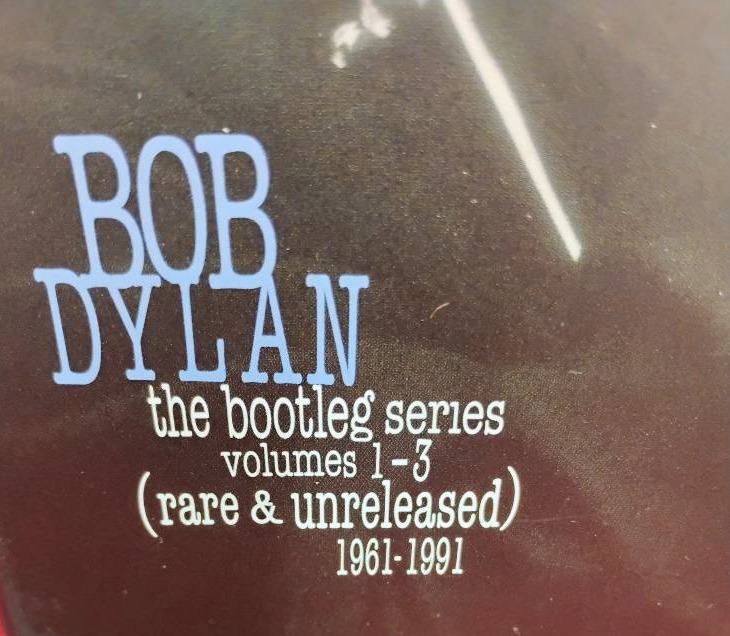 BOB
DYLAN
the bootleg series
volumes 1-3
(rare & unreleased)
1961-1991